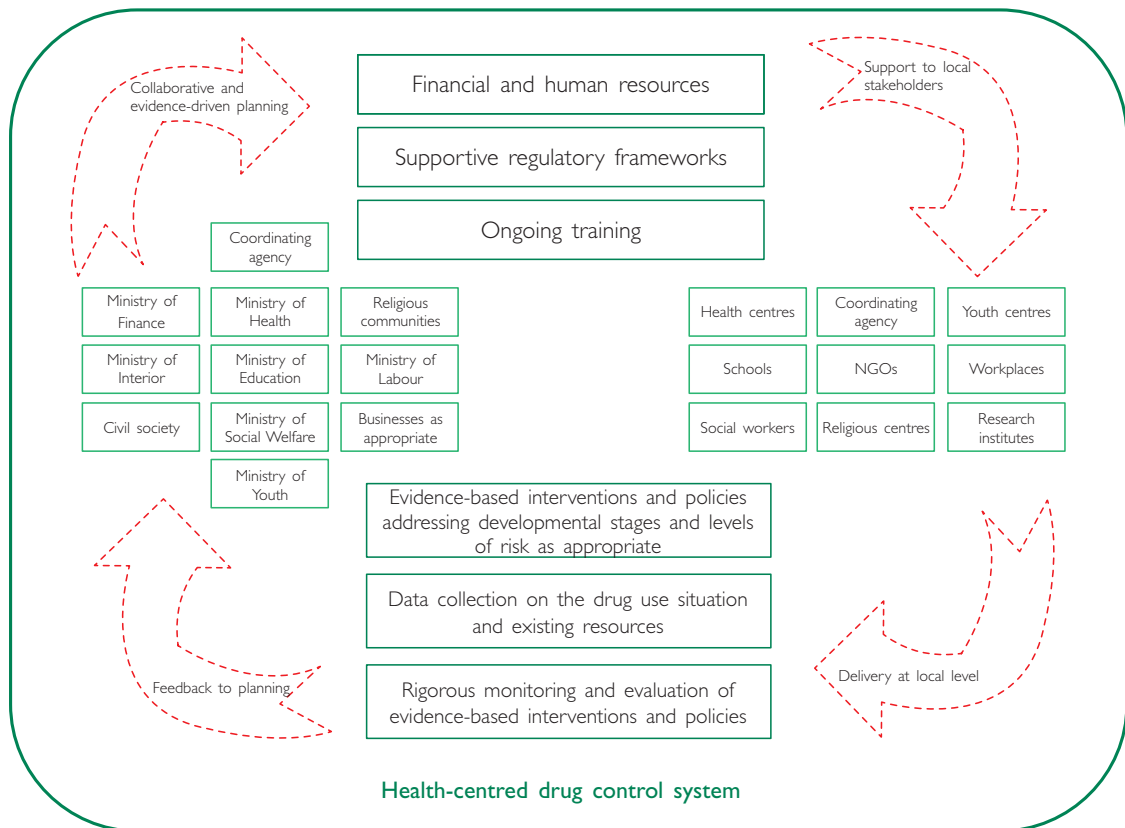 Collaborative and
evidence-driven planning
Financial and human resources
Supportive regulatory frameworks
Ongoing training
Support to local
stakeholders
Coordinating
agency
Ministry of
Finance
Ministry of
Health
Religious
communities
Ministry of
Interior
Ministry of
Education
Ministry of
Labour
Civil society
Ministry of
Social Welfare
Businesses as
appropriate
Ministry of
Youth
Health centres
Coordinating
agency
Youth centres
Schools
NGOs
Workplaces
Social workers
Religious centres
Research
institutes
Evidence-based interventions and policies
addressing developmental stages and levels
of risk as appropriate
Data collection on the drug use situation
and existing resources
Rigorous monitoring and evaluation of
evidence-based interventions and policies
Delivery at local level
Feedback to planning
Health-centred drug control system